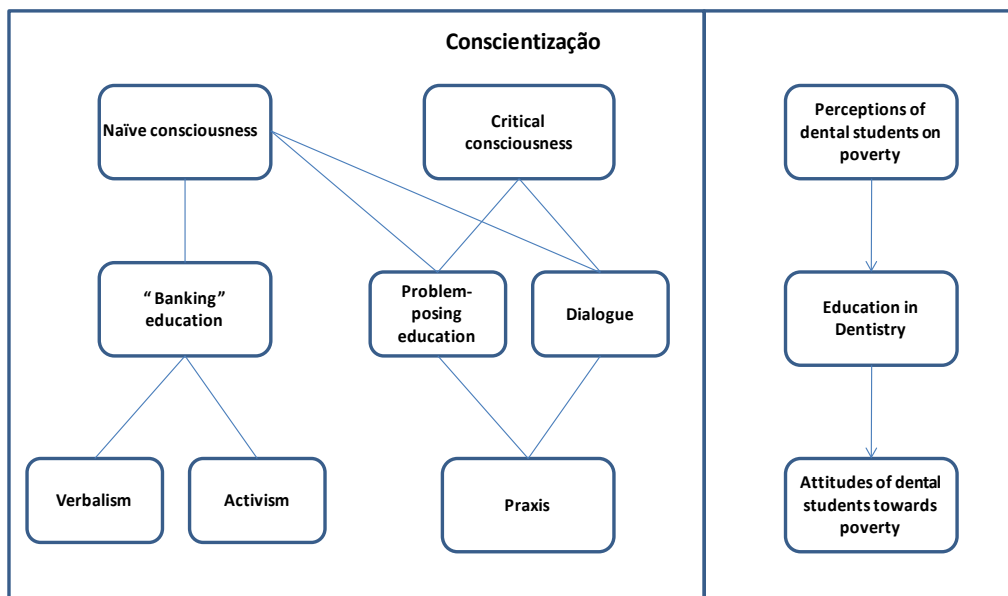 Conscientização
Naïve consciousness
Critical
consciousness
“Banking”
education
Problem-
posing
education
Dialogue
Verbalism
Activism
Praxis
Perceptions of
dental students on
poverty
Education in
Dentistry
Attitudes of dental
students towards
poverty